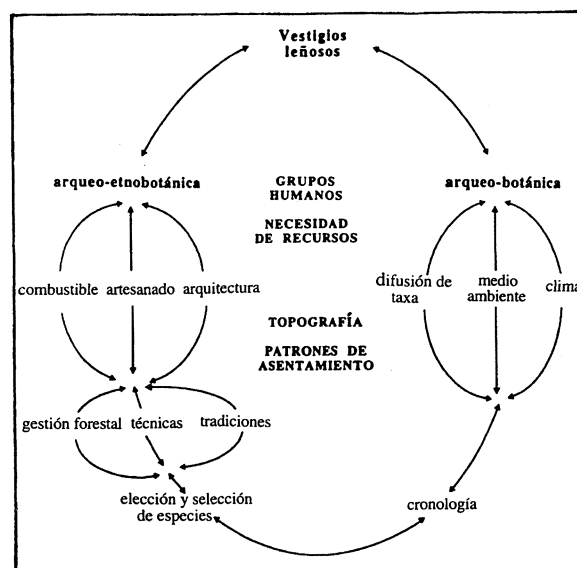 Vestigios
leñosos
arqueo-etnobotánica
GRUPOS
HUMANOS
arqueo-botánica
NECESIDAD
DE RECURSOS
combustible artesanado arquitectura
difusión de
taxa
medio
ambiente
clima
TOPOGRAFÍA
PATRONES DE
ASENTAMIENTO
gestión forestal técnicas tradiciones
elección y selección
de especies
cronología